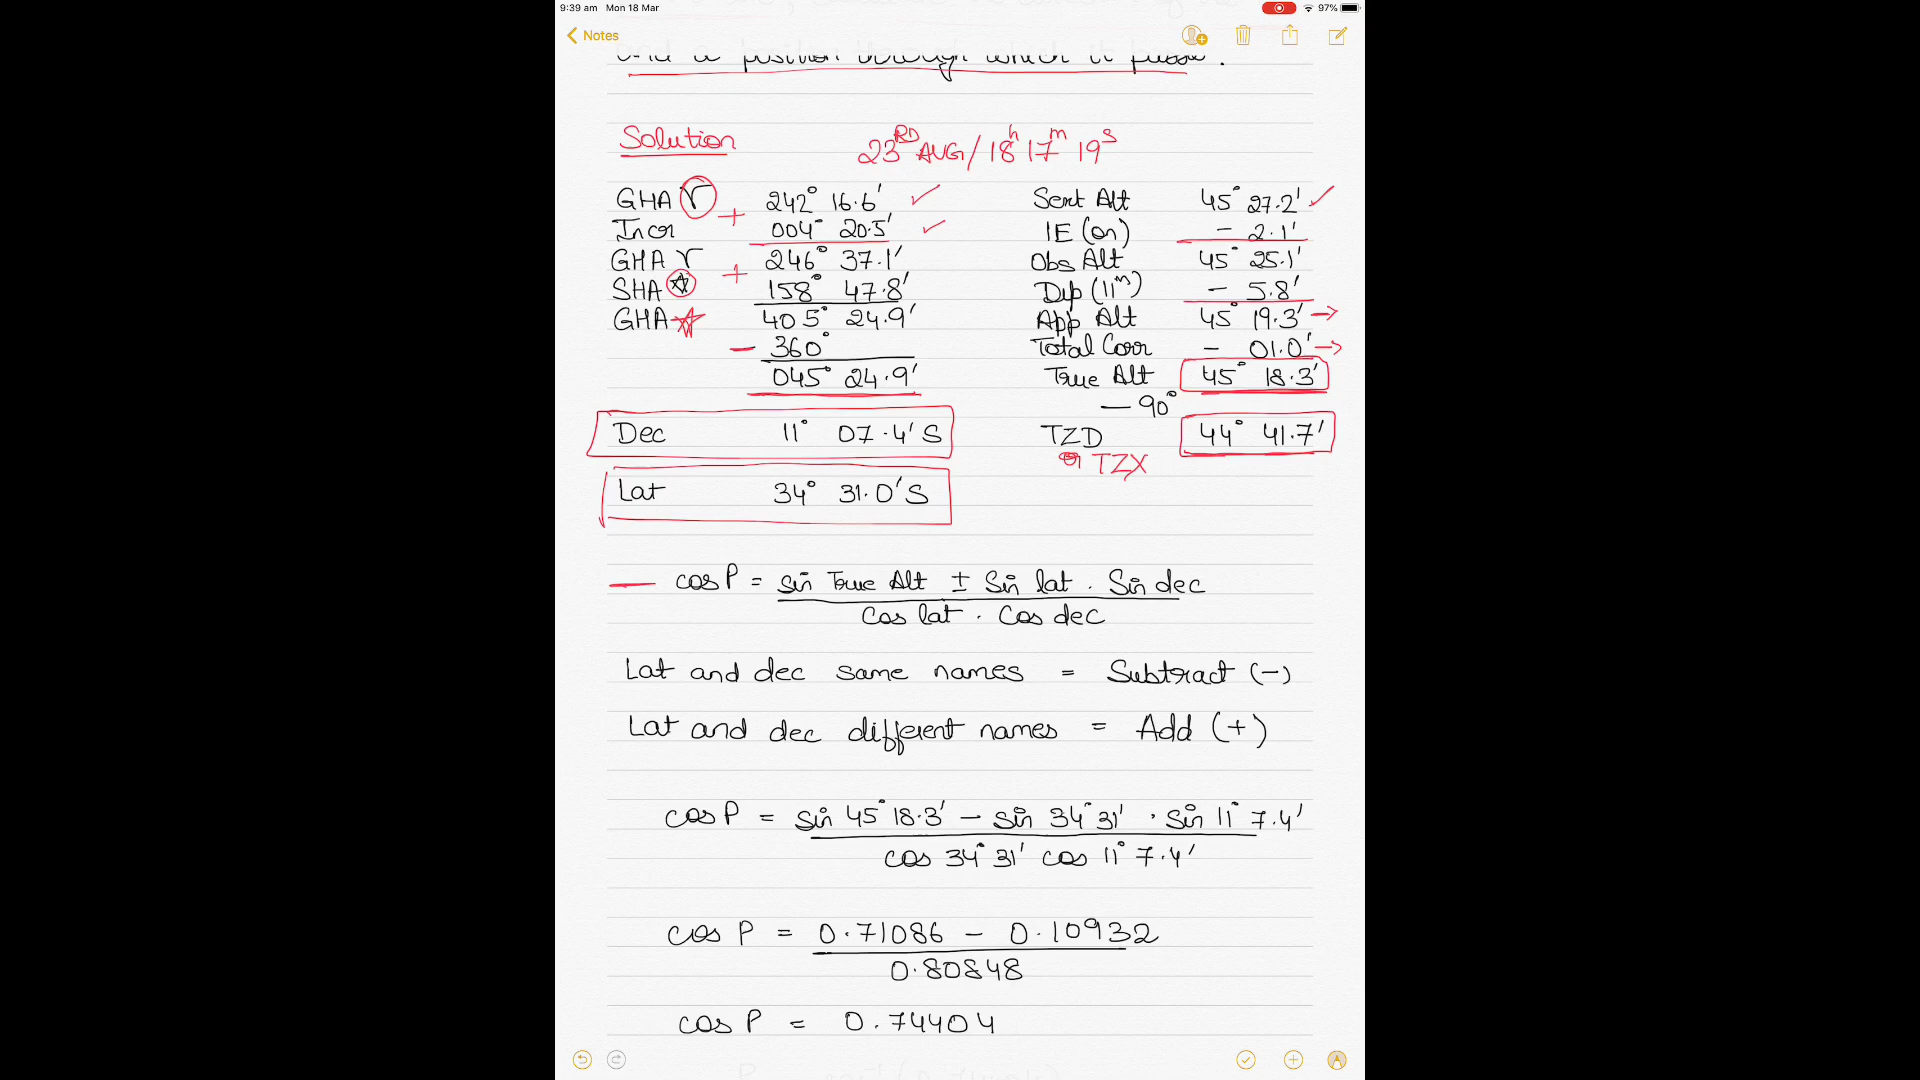 9:39 am Mon 18 Mar
97%
Notes
and a position through which it passes.
Solution
23RD AUG / 18h 17m 19s
GHA ♈ + 242° 16.6' ✓
Incr 004° 20.5' ✓
GHA ♈ 246° 37.1'
SHA ☆ + 158° 47.8'
GHA ☆ 405° 24.9'
- 360°
045° 24.9'
Dec 11° 07.4' S
Lat 34° 31.0' S
Sext Alt 45° 27.2' ✓
IE (on) - 2.1'
Obs Alt 45° 25.1'
Dip (11m) - 5.8'
App Alt 45° 19.3' →
Total Corr - 01.0' →
True Alt 45° 18.3'
- 90°
TZD 44° 41.7'
or TZX
- cos P = sin True Alt ± Sin lat . Sin dec
Cos lat . Cos dec
Lat and dec same names = Subtract (-)
Lat and dec different names = Add (+)
cos P = sin 45° 18.3' - sin 34° 31' . sin 11° 7.4'
cos 34° 31' cos 11° 7.4'
cos P = 0.71086 - 0.10932
0.80848
cos P = 0.74404